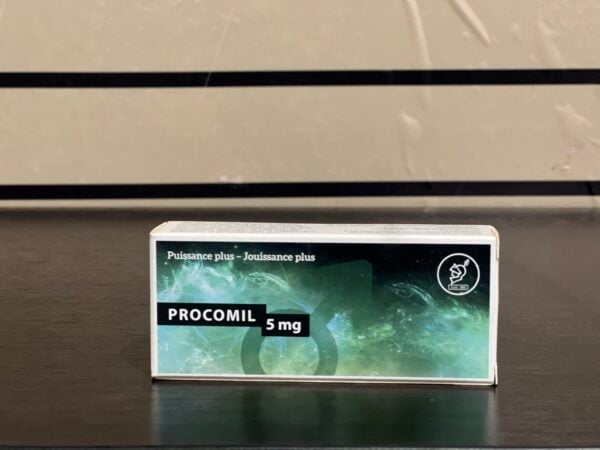 Puissance plus – Jouissance plus
PROCOMIL
5 mg